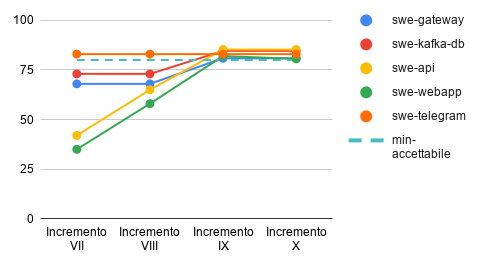 100
75
50
25
0
Incremento VII
Incremento VIII
Incremento IX
Incremento X
swe-gateway
swe-kafka-db
swe-api
swe-webapp
swe-telegram
min-
accettabile